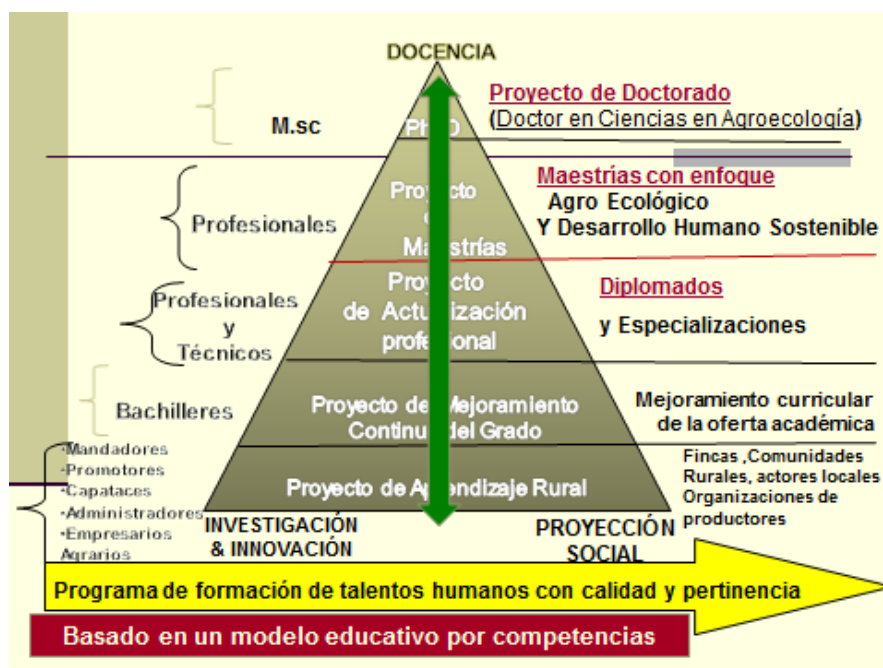 DOCENCIA
M.sc
PhD
Proyecto de Doctorado
(Doctor en Ciencias en Agroecología)
Profesionales
Proyecto
Maestrías
Maestrías con enfoque
Agro Ecológico
Y Desarrollo Humano Sostenible
Profesionales
y
Técnicos
Proyecto
de Actualización
profesional
Diplomados
y Especializaciones
Bachilleres
Proyecto de Mejoramiento
Continuo del Grado
Mejoramiento curricular
de la oferta académica
•Mandadores
•Promotores
•Capataces
•Administradores
•Empresarios
Agrarios
Proyecto de Aprendizaje Rural
Fincas ,Comunidades
Rurales, actores locales
Organizaciones de
productores
INVESTIGACIÓN
& INNOVACIÓN
PROYECCIÓN
SOCIAL
Programa de formación de talentos humanos con calidad y pertinencia
Basado en un modelo educativo por competencias